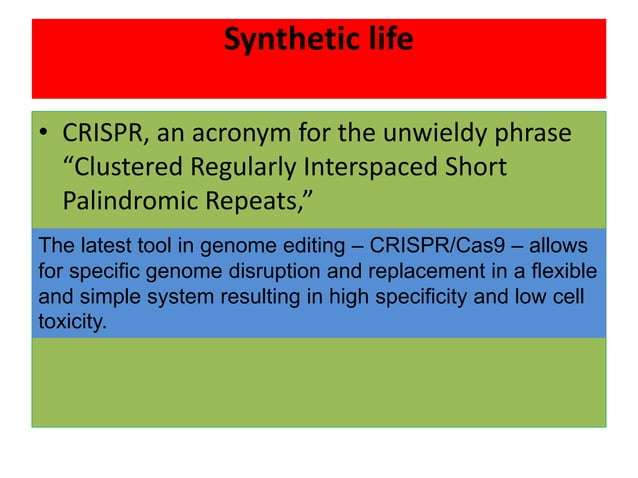 Synthetic life
• CRISPR, an acronym for the unwieldy phrase
“Clustered Regularly Interspaced Short
Palindromic Repeats,”
The latest tool in genome editing – CRISPR/Cas9 – allows
for specific genome disruption and replacement in a flexible
and simple system resulting in high specificity and low cell
toxicity.